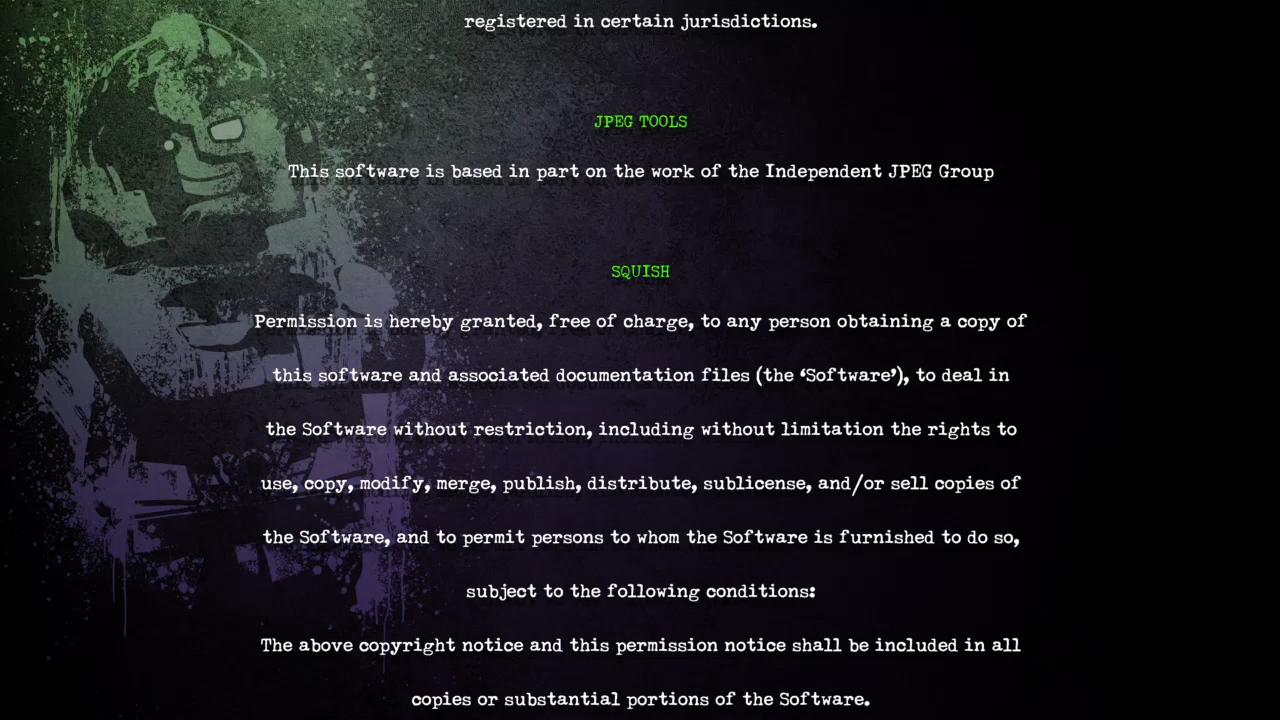 registered in certain jurisdictions.
JPEG TOOLS
This software is based in part on the work of the Independent JPEG Group
SQUISH
Permission is hereby granted, free of charge, to any person obtaining a copy of
this software and associated documentation files (the ‘Software’), to deal in
the Software without restriction, including without limitation the rights to
use, copy, modify, merge, publish, distribute, sublicense, and/or sell copies of
the Software, and to permit persons to whom the Software is furnished to do so,
subject to the following conditions:
The above copyright notice and this permission notice shall be included in all
copies or substantial portions of the Software.